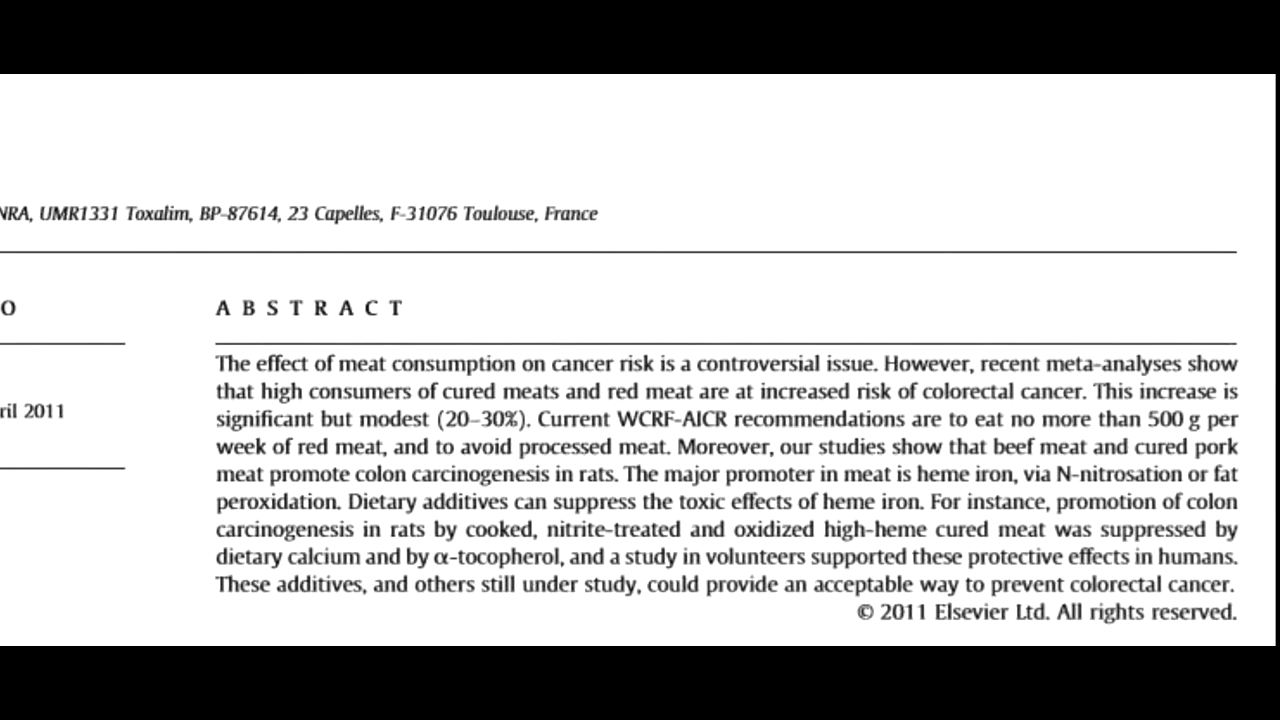 NRA, UMR1331 Toxalim, BP-87614, 23 Capelles, F-31076 Toulouse, France
O
A B S T R A C T
The effect of meat consumption on cancer risk is a controversial issue. However, recent meta-analyses show
that high consumers of cured meats and red meat are at increased risk of colorectal cancer. This increase is
ril 2011
significant but modest (20–30%). Current WCRF-AICR recommendations are to eat no more than 500 g per
week of red meat, and to avoid processed meat. Moreover, our studies show that beef meat and cured pork
meat promote colon carcinogenesis in rats. The major promoter in meat is heme iron, via N-nitrosation or fat
peroxidation. Dietary additives can suppress the toxic effects of heme iron. For instance, promotion of colon
carcinogenesis in rats by cooked, nitrite-treated and oxidized high-heme cured meat was suppressed by
dietary calcium and by α-tocopherol, and a study in volunteers supported these protective effects in humans.
These additives, and others still under study, could provide an acceptable way to prevent colorectal cancer.
© 2011 Elsevier Ltd. All rights reserved.